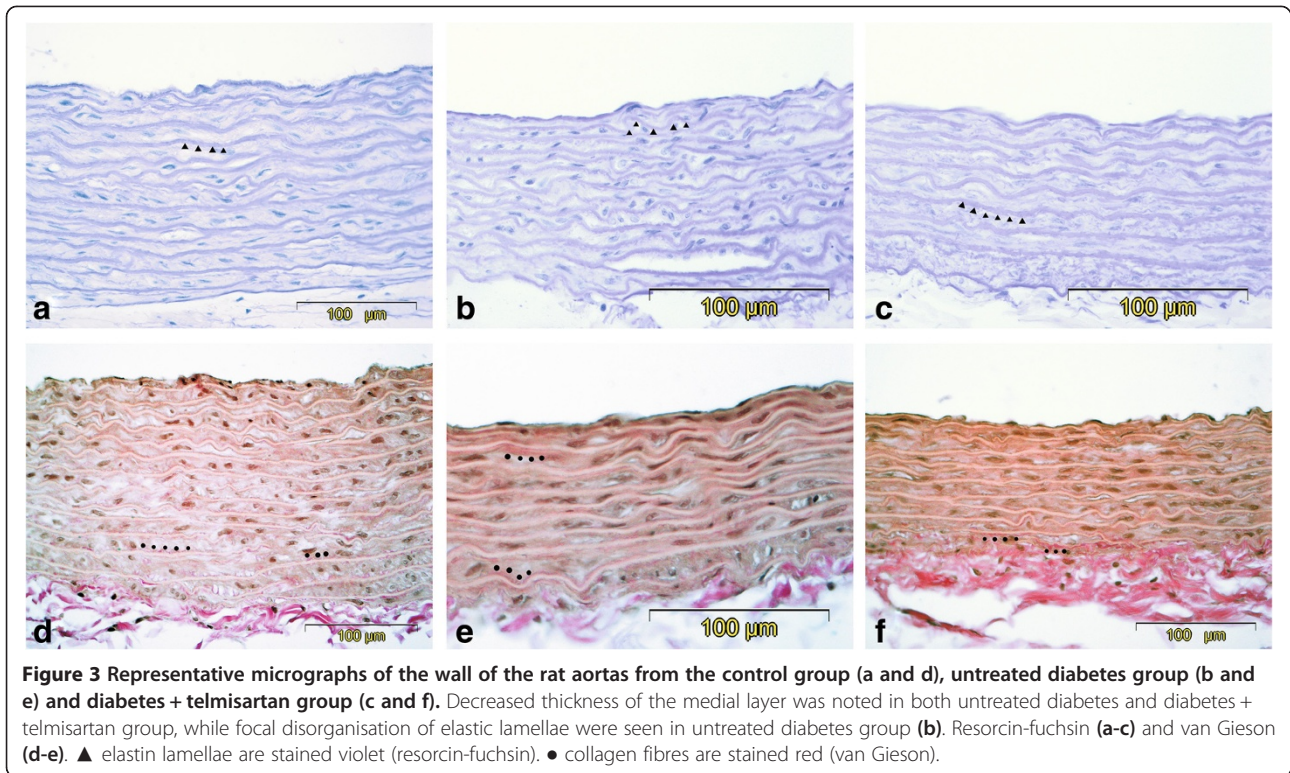 100 µm
a
100 µm
b
100 µm
c
100 µm
d
100 µm
e
100 µm
f
Figure 3 Representative micrographs of the wall of the rat aortas from the control group (a and d), untreated diabetes group (b and
e) and diabetes + telmisartan group (c and f). Decreased thickness of the medial layer was noted in both untreated diabetes and diabetes +
telmisartan group, while focal disorganisation of elastic lamellae were seen in untreated diabetes group (b). Resorcin-fuchsin (a-c) and van Gieson
(d-e). ▲ elastin lamellae are stained violet (resorcin-fuchsin). ● collagen fibres are stained red (van Gieson).